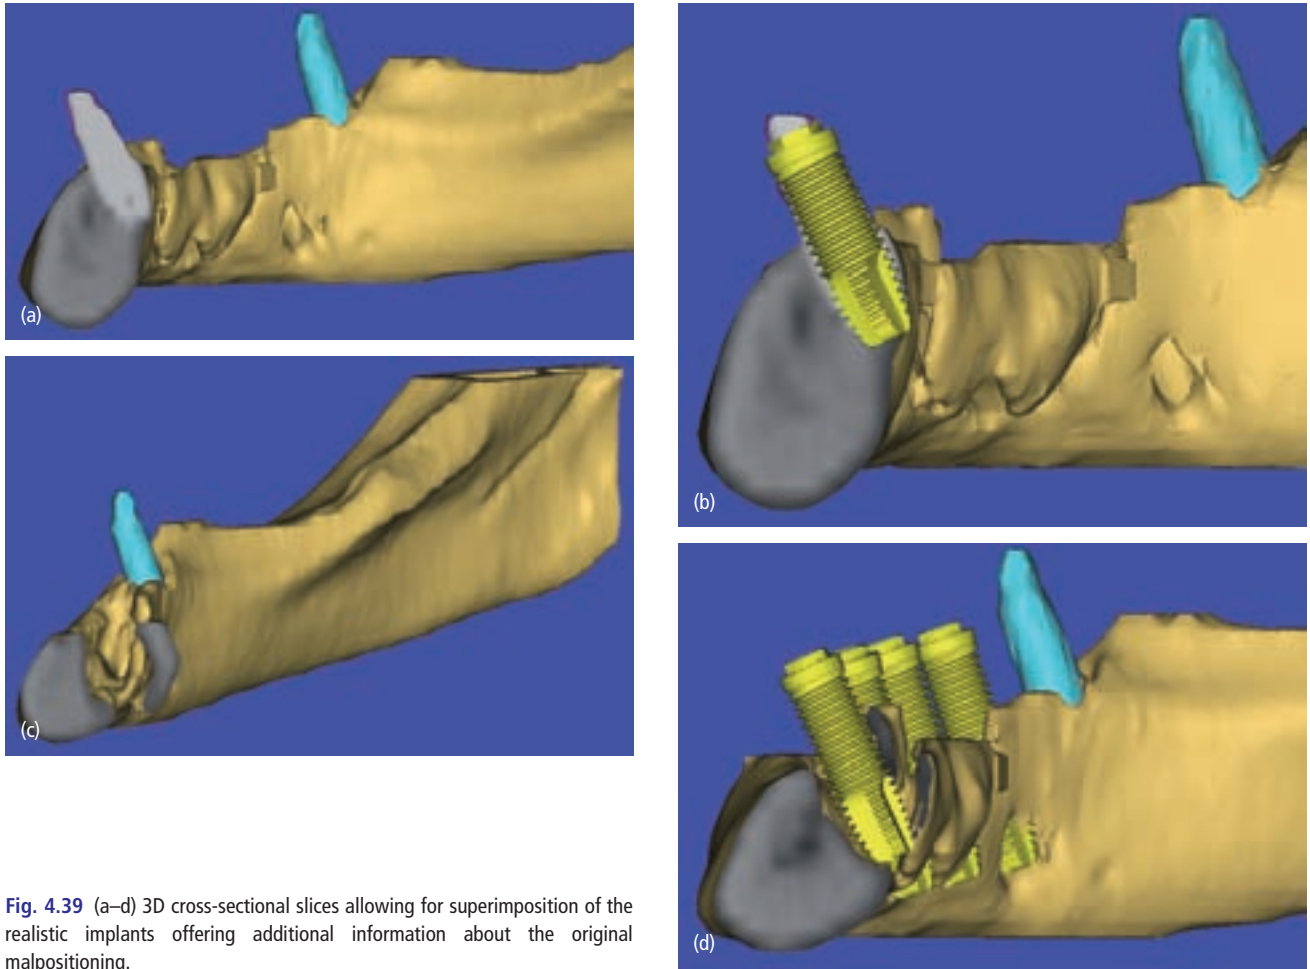 (a)
(b)
(c)
(d)
Fig. 4.39 (a–d) 3D cross-sectional slices allowing for superimposition of the
realistic implants offering additional information about the original
malpositioning.